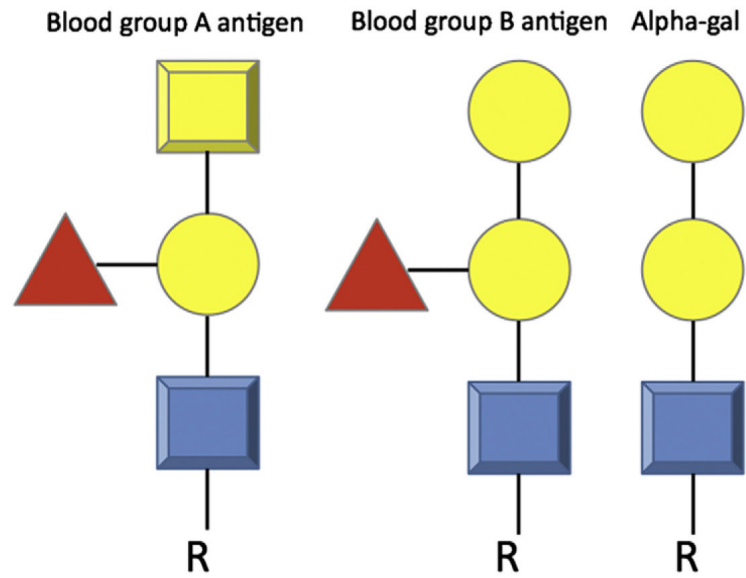 Blood group A antigen
Blood group B antigen
Alpha-gal
R
R
R